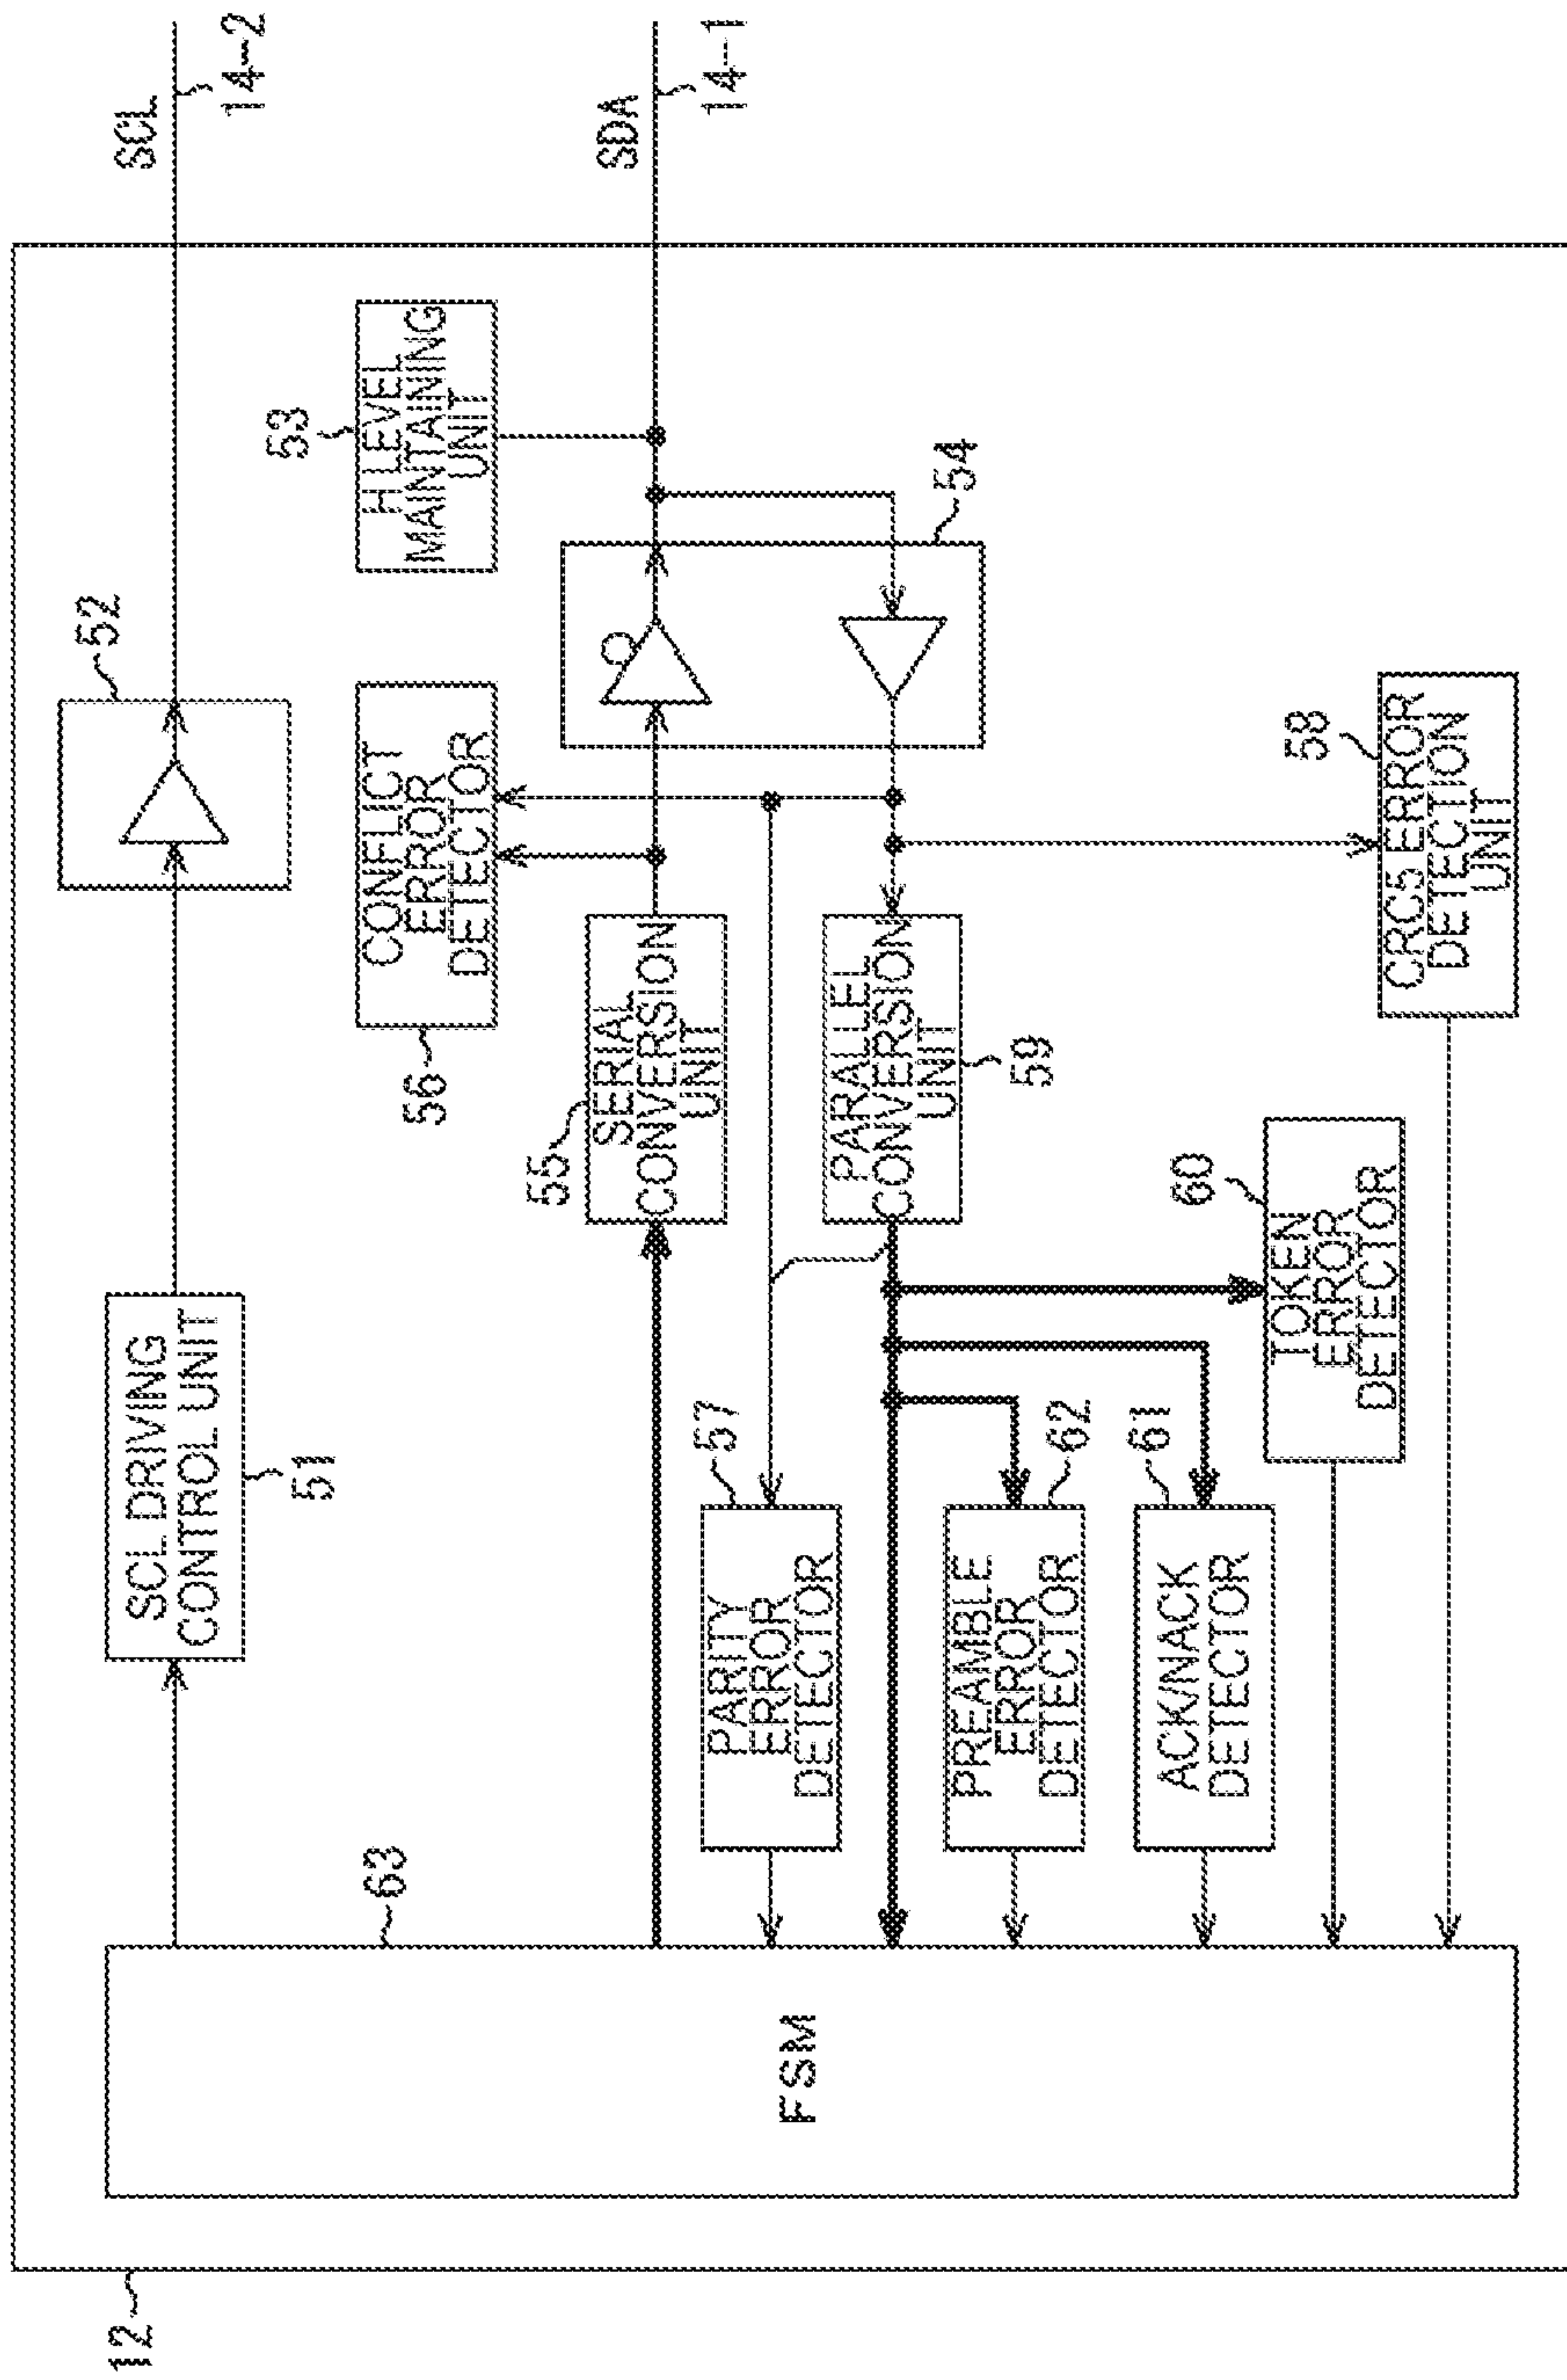 12
63
FSM
SCL DRIVING
CONTROL UNIT
51
52
SCL
14-2
56
CONFLICT
ERROR
DETECTOR
53
H LEVEL
MAINTAINING
UNIT
55
SERIAL
CONVERSION
UNIT
SDA
14-1
54
57
PARITY
ERROR
DETECTOR
PARALLEL
CONVERSION
UNIT
59
PREAMBLE
ERROR
DETECTOR
62
61
ACK/NACK
DETECTOR
60
TOKEN
ERROR
DETECTOR
58
CRC5 ERROR
DETECTION
UNIT